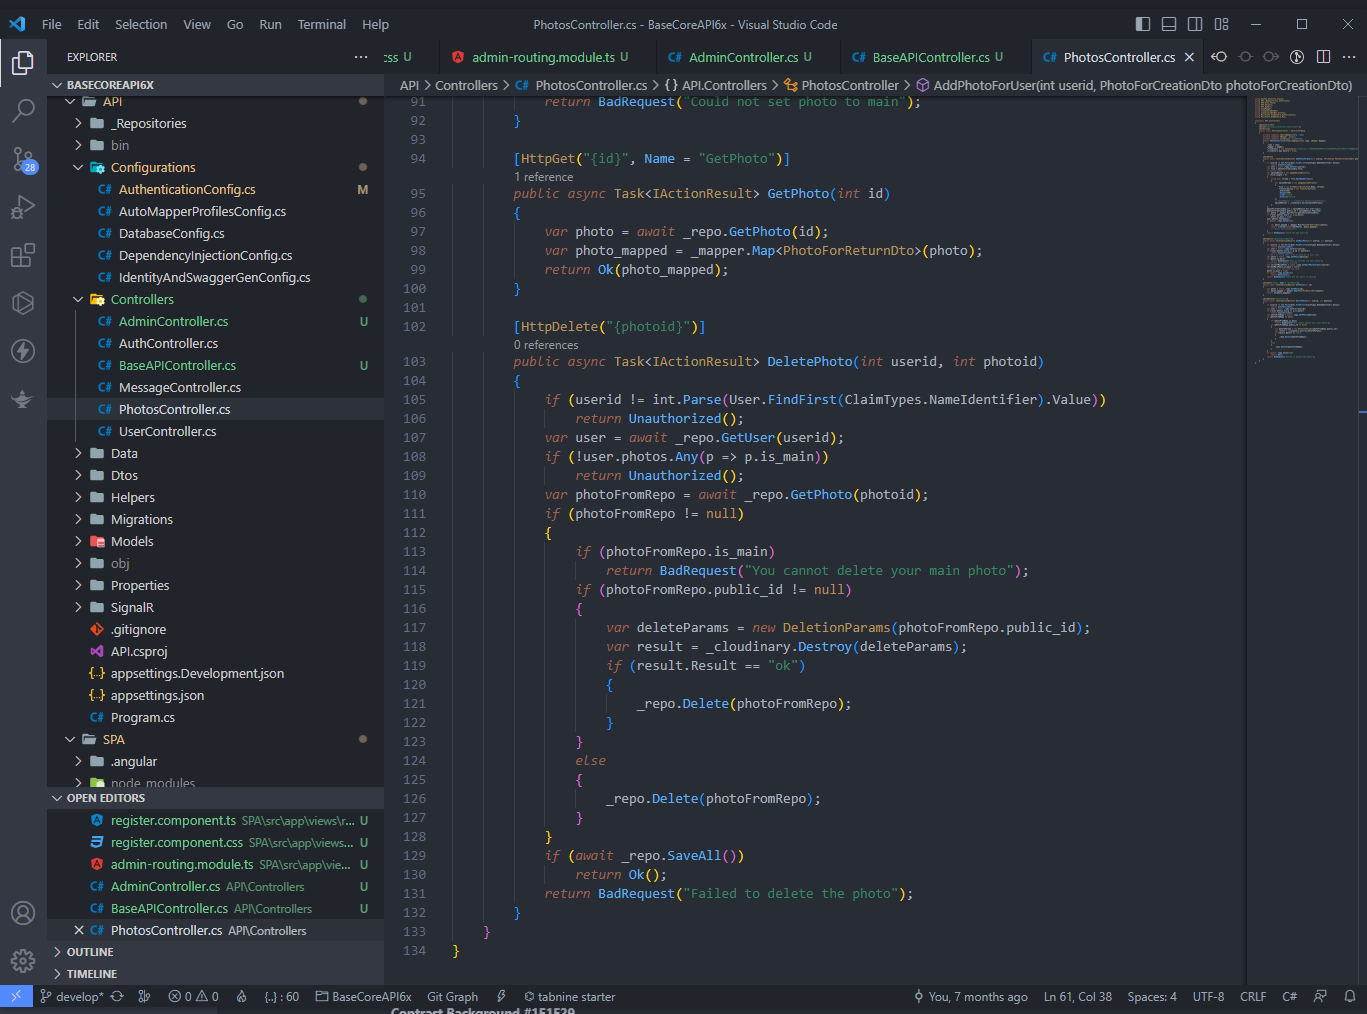 File Edit Selection View Go Run Terminal Help
PhotosController.cs - BaseCoreAPI6x - Visual Studio Code
EXPLORER
css U
admin-routing.module.ts U
C# AdminController.cs U
C# BaseAPIController.cs U
C# PhotosController.cs
API > Controllers > C# PhotosController.cs > { } API.Controllers > PhotosController > AddPhotoForUser(int userid, PhotoForCreationDto photoForCreationDto)
BASECOREAPI6X
API
_Repositories
bin
Configurations
C# AuthenticationConfig.cs M
C# AutoMapperProfilesConfig.cs
C# DatabaseConfig.cs
C# DependencyInjectionConfig.cs
C# IdentityAndSwaggerGenConfig.cs
Controllers
C# AdminController.cs U
C# AuthController.cs
C# BaseAPIController.cs U
C# MessageController.cs
C# PhotosController.cs
C# UserController.cs
Data
Dtos
Helpers
Migrations
Models
obj
Properties
SignalR
.gitignore
API.csproj
{..} appsettings.Development.json
{..} appsettings.json
C# Program.cs
SPA
.angular
node_modules
28
OPEN EDITORS
register.component.ts SPA\src\app\views\r... U
register.component.css SPA\src\app\views... U
admin-routing.module.ts SPA\src\app\vie... U
C# AdminController.cs API\Controllers U
C# BaseAPIController.cs API\Controllers U
C# PhotosController.cs API\Controllers
OUTLINE
TIMELINE
91 return BadRequest("Could not set photo to main");
92 }
93
94 [HttpGet("{id}", Name = "GetPhoto")]
1 reference
95 public async Task<IActionResult> GetPhoto(int id)
96 {
97 var photo = await _repo.GetPhoto(id);
98 var photo_mapped = _mapper.Map<PhotoForReturnDto>(photo);
99 return Ok(photo_mapped);
100 }
101
102 [HttpDelete("{photoid}")]
0 references
103 public async Task<IActionResult> DeletePhoto(int userid, int photoid)
104 {
105 if (userid != int.Parse(User.FindFirst(ClaimTypes.NameIdentifier).Value))
106 return Unauthorized();
107 var user = await _repo.GetUser(userid);
108 if (!user.photos.Any(p => p.is_main))
109 return Unauthorized();
110 var photoFromRepo = await _repo.GetPhoto(photoid);
111 if (photoFromRepo != null)
112 {
113 if (photoFromRepo.is_main)
114 return BadRequest("You cannot delete your main photo");
115 if (photoFromRepo.public_id != null)
116 {
117 var deleteParams = new DeletionParams(photoFromRepo.public_id);
118 var result = _cloudinary.Destroy(deleteParams);
119 if (result.Result == "ok")
120 {
121 _repo.Delete(photoFromRepo);
122 }
123 }
124 else
125 {
126 _repo.Delete(photoFromRepo);
127 }
128 }
129 if (await _repo.SaveAll())
130 return Ok();
131 return BadRequest("Failed to delete the photo");
132 }
133 }
134 }
develop* 0 0 {..} : 60 BaseCoreAPI6x Git Graph tabnine starter You, 7 months ago Ln 61, Col 38 Spaces: 4 UTF-8 CRLF C#
Contrast Background #1E1E29